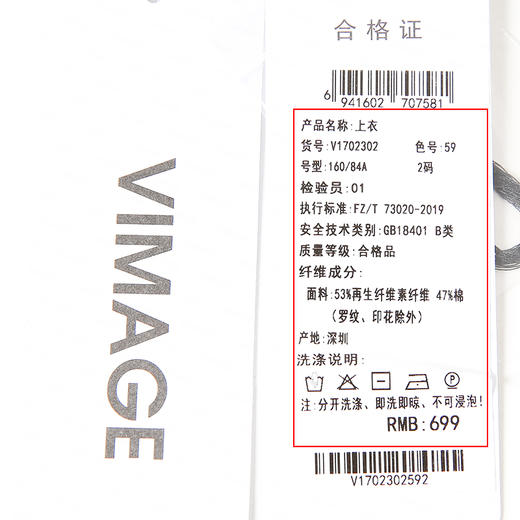 VIMAGE
合格证
6 941602 707581
产品名称:上衣
货号:V1702302 色号:59
号型:160/84A 2码
检验员:01
执行标准:FZ/T 73020-2019
安全技术类别:GB18401 B类
质量等级:合格品
纤维成分:
面料:53%再生纤维素纤维 47%棉
(罗纹、印花除外)
产地:深圳
洗涤说明:
注:分开洗涤、即洗即晾、不可浸泡!
RMB:699
V1702302592